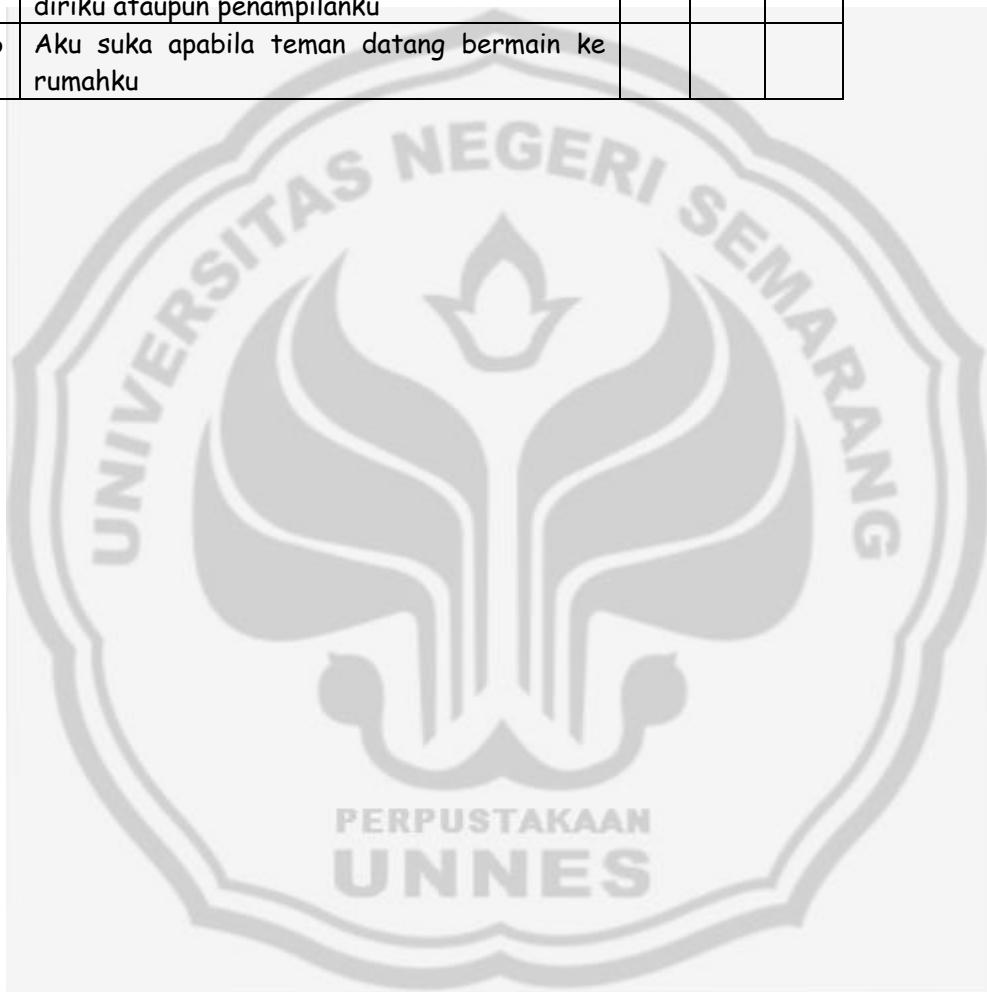 diriku ataupun penampilanku
Aku suka apabila teman datang bermain ke
rumahku
UNIVERSITAS NEGERI SEMARANG
PERPUSTAKAAN
UNNES